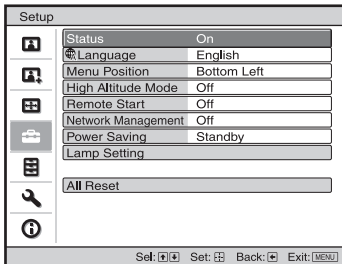 Setup
Status On
Language English
Menu Position Bottom Left
High Altitude Mode Off
Remote Start Off
Network Management Off
Power Saving Standby
Lamp Setting
All Reset
Sel: Set: Back: Exit: MENU